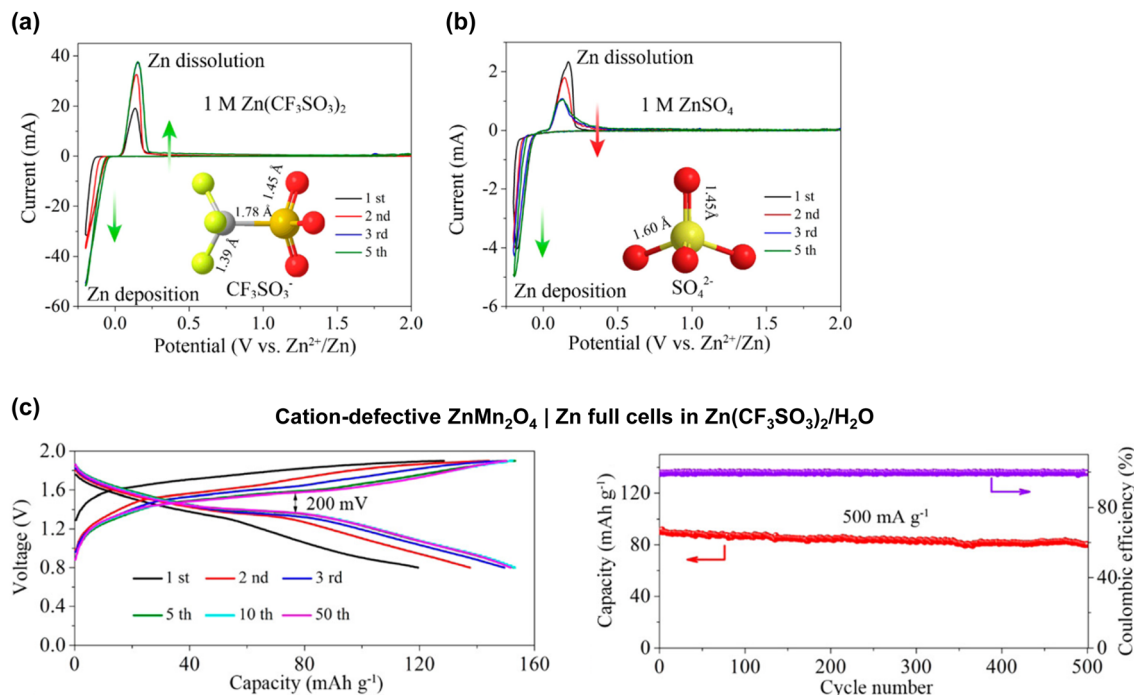 (a)
40
20
0
-20
-40
-60
Current (mA)
Zn dissolution
1 M Zn(CF₃SO₃)₂
1.45 Å
1.78 Å
1.39 Å
CF₃SO₃⁻
1 st
2 nd
3 rd
5 th
Zn deposition
0.0 0.5 1.0 1.5 2.0
Potential (V vs. Zn²⁺/Zn)
(b)
2
0
-2
-4
-6
Current (mA)
Zn dissolution
1 M ZnSO₄
1.45Å
1.60 Å
SO₄²⁻
1 st
2 nd
3 rd
5 th
Zn deposition
0.0 0.5 1.0 1.5 2.0
Potential (V vs. Zn²⁺/Zn)
(c)
Cation-defective ZnMn₂O₄ | Zn full cells in Zn(CF₃SO₃)₂/H₂O
2.0
1.6
1.2
0.8
0.4
0.0
Voltage (V)
200 mV
1 st 2 nd 3 rd
5 th 10 th 50 th
0 40 80 120 160
Capacity (mAh g⁻¹)
120
80
40
0
Capacity (mAh g⁻¹)
500 mA g⁻¹
80
40
0
Coulombic efficiency (%)
0 100 200 300 400 500
Cycle number